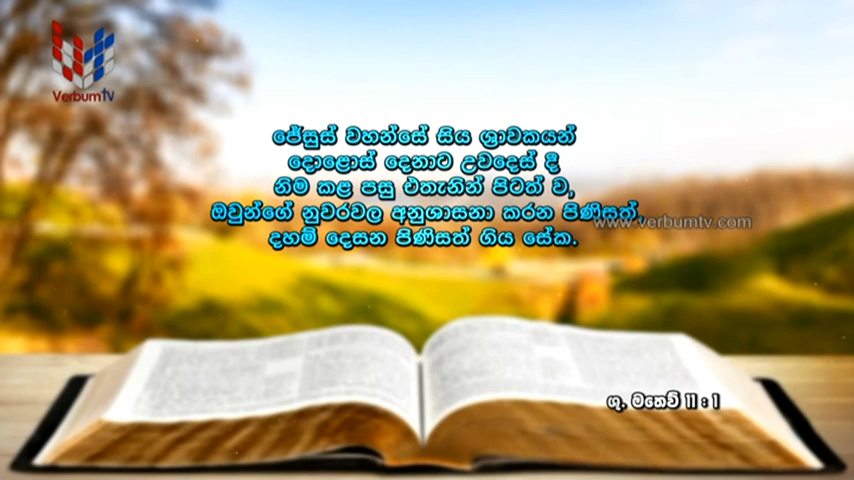 VerbumTV
ජේසුස් වහන්සේ සිය ශ්‍රාවකයන්
දොළොස් දෙනාට උවදෙස් දී
නිම කළ පසු එතැනින් පිටත් ව,
ඔවුන්ගේ නුවරවල අනුශාසනා කරන පිණිසත්,
www.verbumtv.com
දහම් දෙසන පිණිසත් ගිය සේක.
ශු. මතෙව් 11 : 1